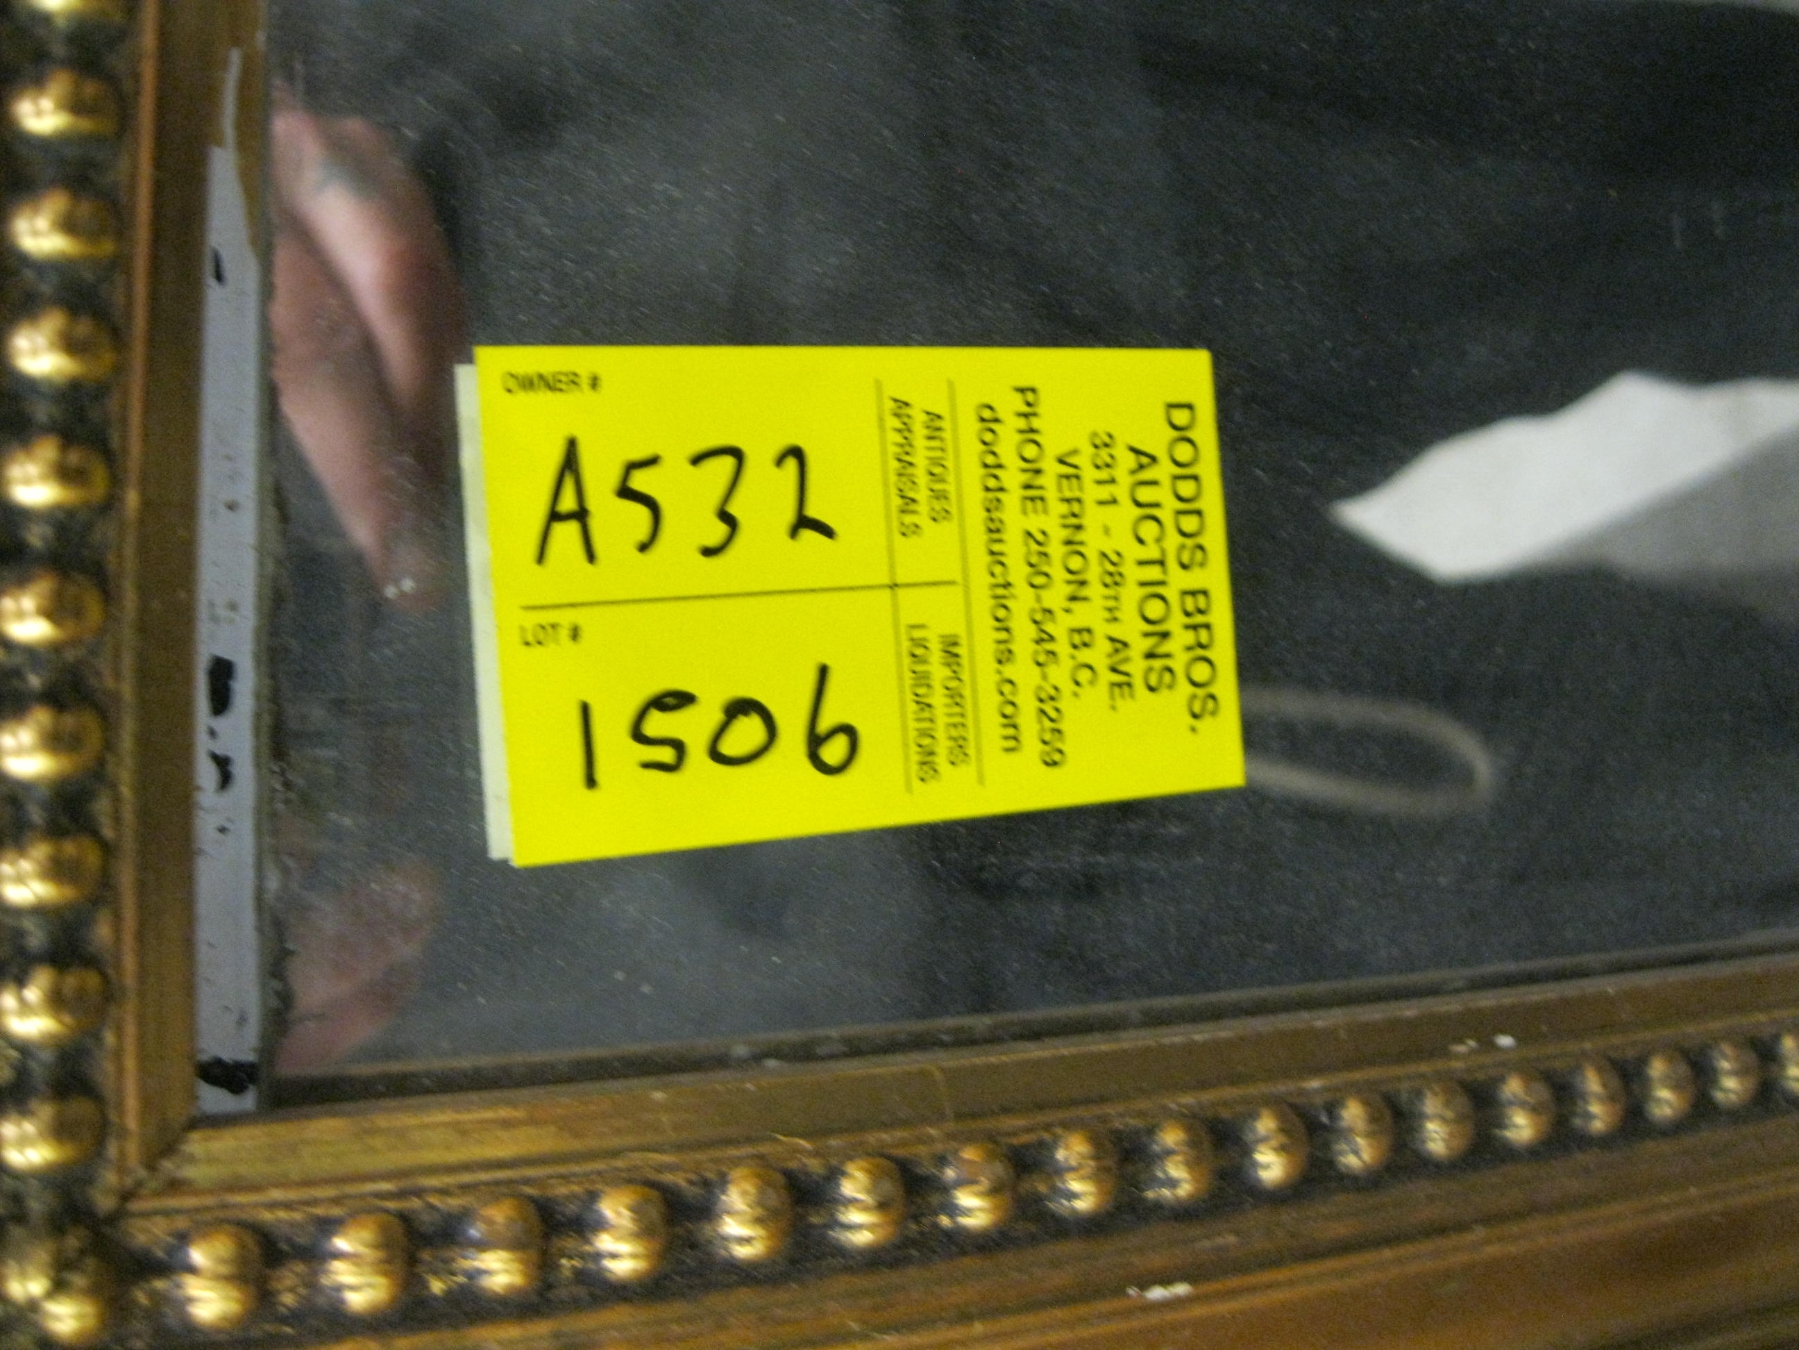 OWNER #
A532
LOT #
1506
ANTIQUES
APPRAISALS
IMPORTERS
LIQUIDATIONS
DODDS BROS.
AUCTIONS
3311 - 28TH AVE.
VERNON, B.C.
PHONE 250-545-3259
doddsauctions.com